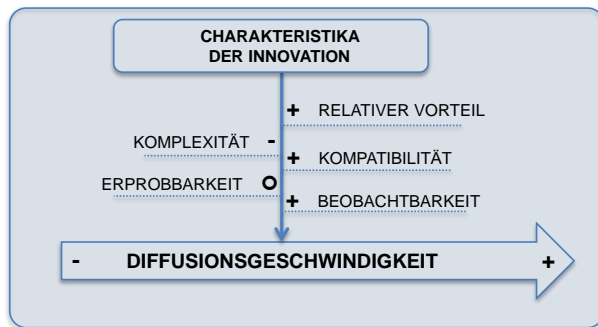 CHARAKTERISTIKA
DER INNOVATION
+ RELATIVER VORTEIL
KOMPLEXITÄT -
+ KOMPATIBILITÄT
ERPROBBARKEIT O
+ BEOBACHTBARKEIT
- DIFFUSIONSGESCHWINDIGKEIT +